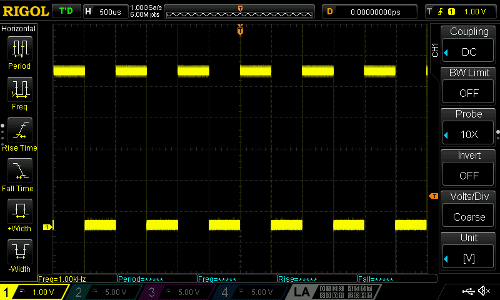 RIGOL T'D H 500us 1.00GSa/s 6.00M pts D 0.00000000ps T 1 1.00 V
Horizontal
Period
Freq
Rise Time
Fall Time
+Width
-Width
CH1
Coupling
DC
BW Limit
OFF
Probe
10X
Invert
OFF
Volts/Div
Coarse
Unit
[V]
T
1
Freq=1.00kHz Period=***** Freq=***** Rise=***** Fall=*****
1 = 1.00 V 2 = 5.00 V 3 = 5.00 V 4 = 5.00 V LA